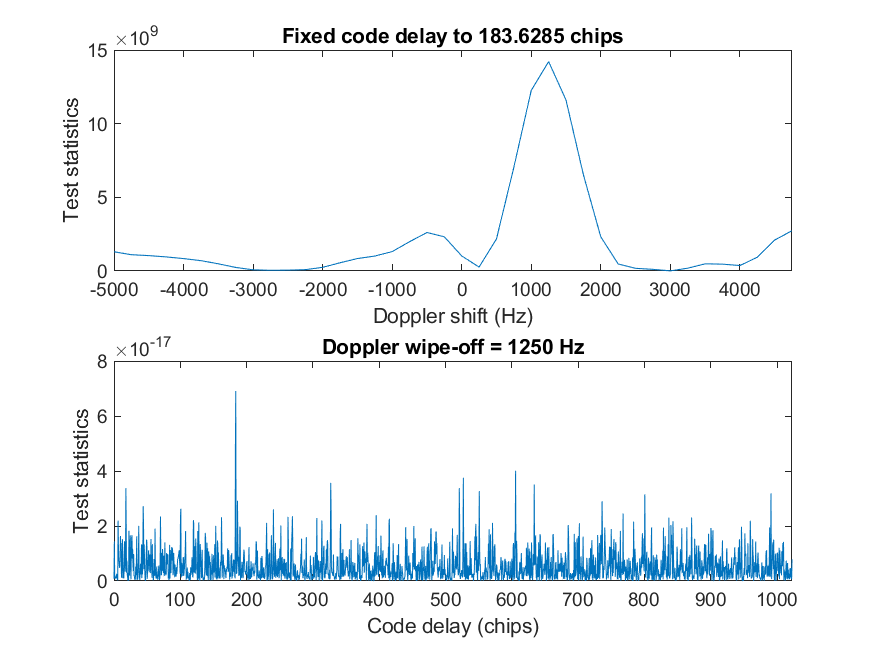 Fixed code delay to 183.6285 chips
×10^9
15
10
5
0
Test statistics
-5000 -4000 -3000 -2000 -1000 0 1000 2000 3000 4000
Doppler shift (Hz)
Doppler wipe-off = 1250 Hz
×10^-17
8
6
4
2
0
Test statistics
0 100 200 300 400 500 600 700 800 900 1000
Code delay (chips)